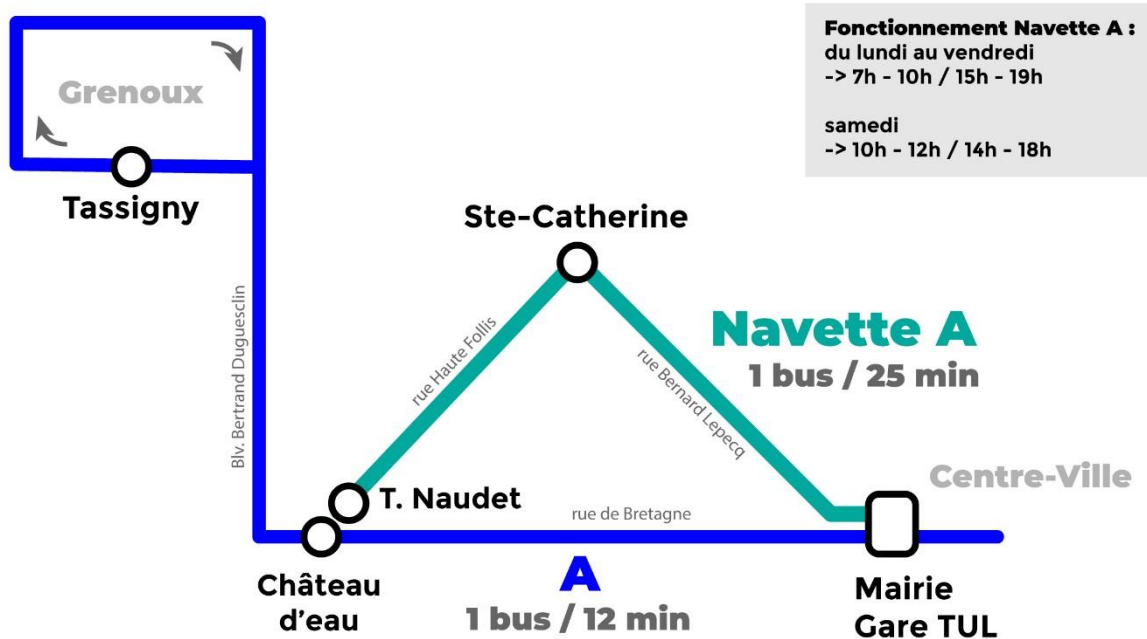 Fonctionnement Navette A :
du lundi au vendredi
-> 7h - 10h / 15h - 19h
samedi
-> 10h - 12h / 14h - 18h
Grenoux
Tassigny
Ste-Catherine
Blv. Bertrand Duguesclin
rue Haute Follis
rue Bernard Lepecq
Navette A
1 bus / 25 min
Centre-Ville
T. Naudet
rue de Bretagne
Château
d'eau
A
1 bus / 12 min
Mairie
Gare TUL